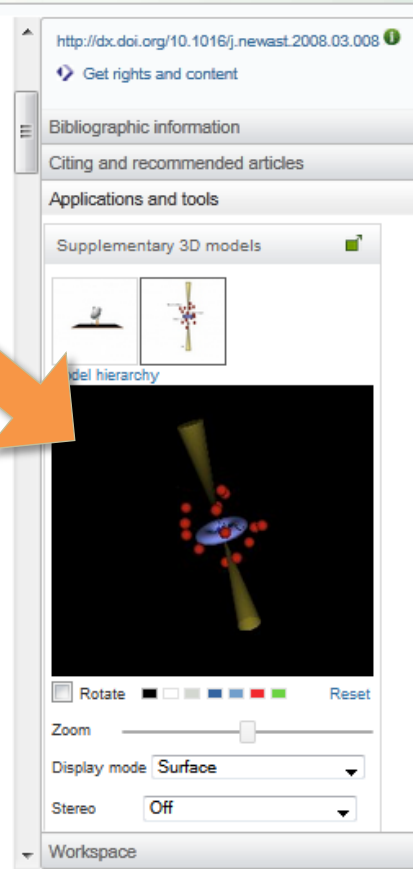 http://dx.doi.org/10.1016/j.newast.2008.03.008
Get rights and content
Bibliographic information
Citing and recommended articles
Applications and tools
Supplementary 3D models
del hierarchy
Rotate Reset
Zoom
Display mode Surface
Stereo Off
Workspace